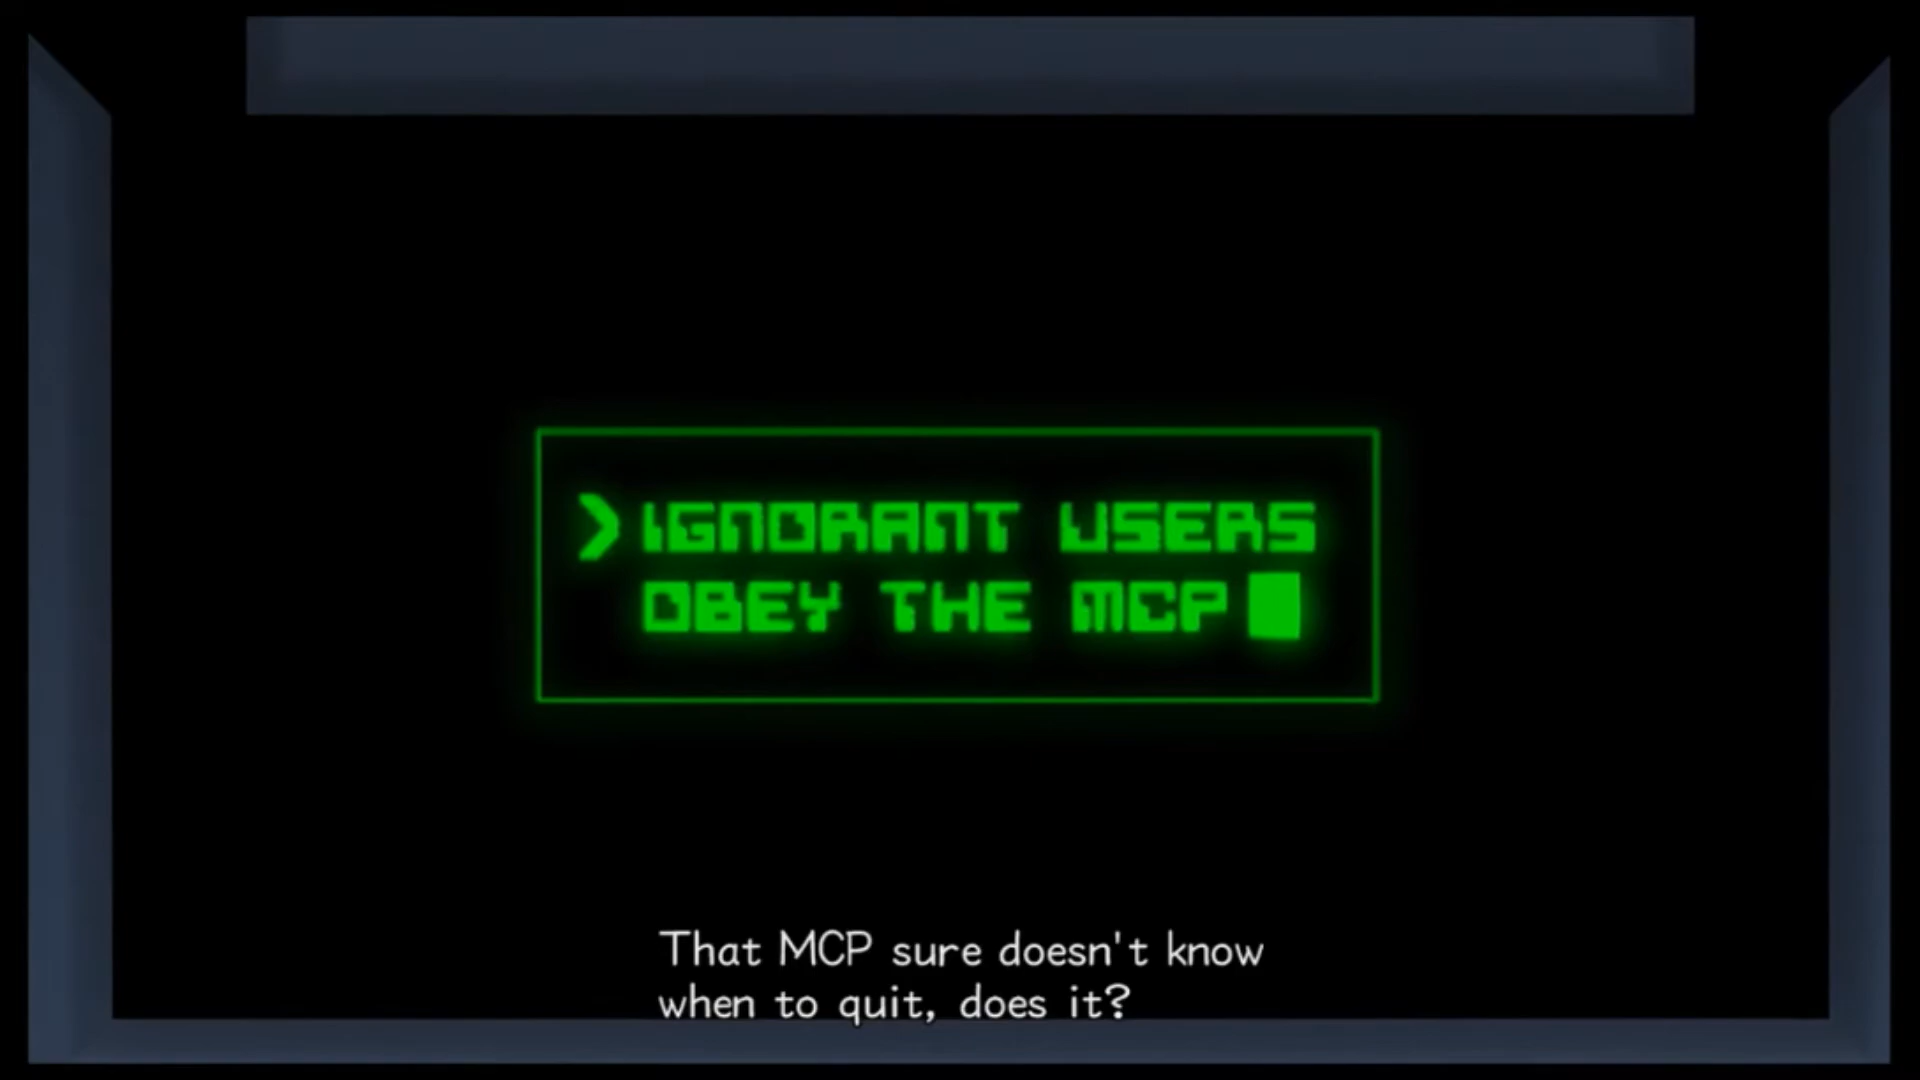 > IGNORANT USERS
OBEY THE MCP
That MCP sure doesn't know
when to quit, does it?